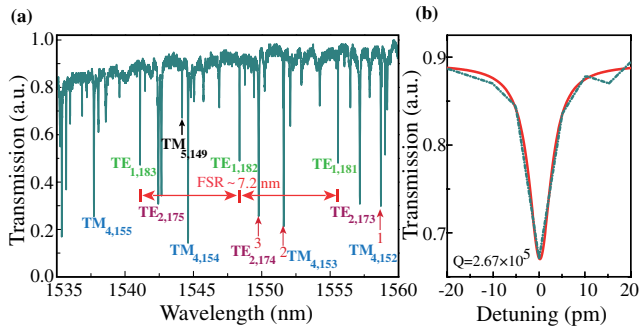 (a)
Transmission (a.u.)
1.0
0.8
0.6
0.4
0.2
0.0
TM5,149
TE1,183
TE1,182
TE1,181
FSR~7.2 nm
TM4,155
TE2,175
TE2,173
3
2
1
TE2,174
TM4,154
TM4,153
TM4,152
1535 1540 1545 1550 1555 1560
Wavelength (nm)
(b)
Transmission (a.u.)
0.9
0.8
0.7
Q=2.67×10^5
-20 -10 0 10 20
Detuning (pm)